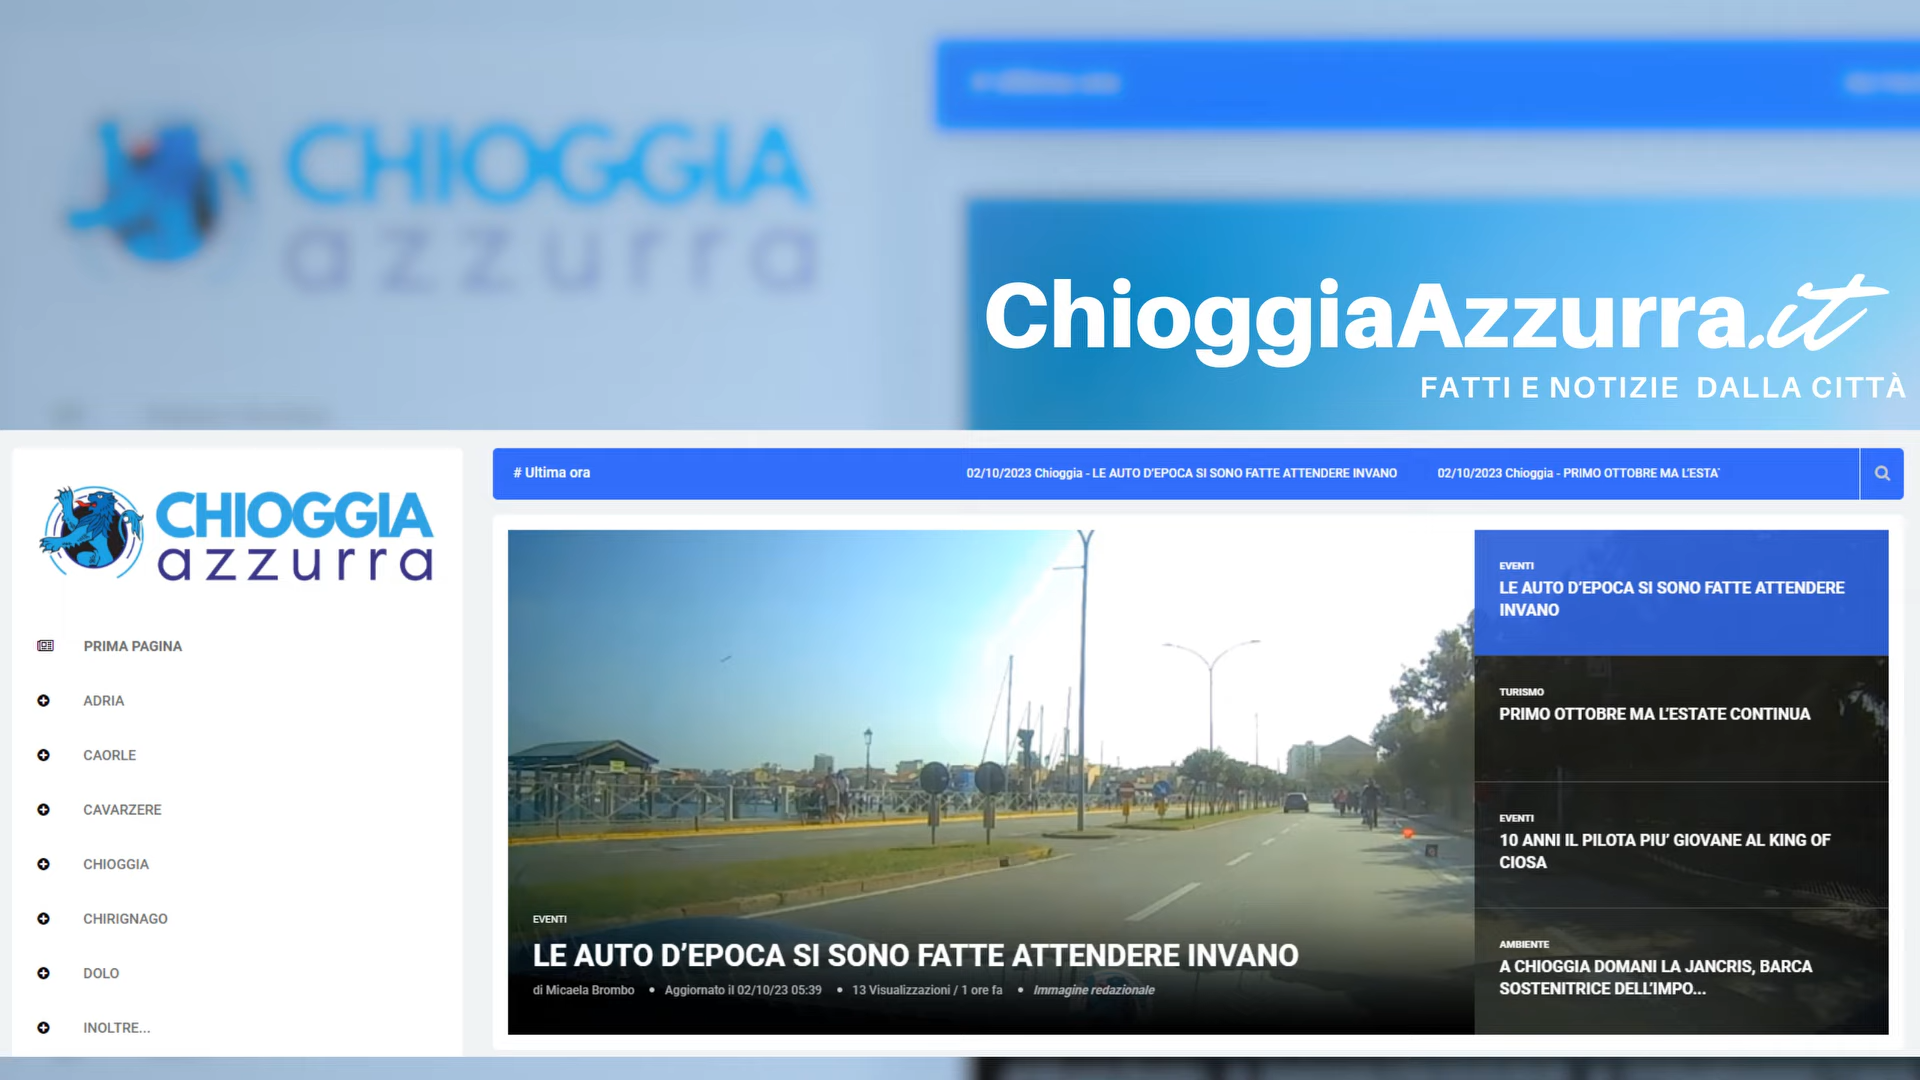 # Ultima ora
CHIOGGIA
azzurra
ChioggiaAzzurra.it
FATTI E NOTIZIE DALLA CITTÀ
CHIOGGIA
azzurra
PRIMA PAGINA
ADRIA
CAORLE
CAVARZERE
CHIOGGIA
CHIRIGNAGO
DOLO
INOLTRE...
# Ultima ora
02/10/2023 Chioggia - LE AUTO D'EPOCA SI SONO FATTE ATTENDERE INVANO
02/10/2023 Chioggia - PRIMO OTTOBRE MA L'ESTA
EVENTI
LE AUTO D'EPOCA SI SONO FATTE ATTENDERE INVANO
di Micaela Brombo • Aggiornato il 02/10/23 05:39 • 13 Visualizzazioni / 1 ore fa • Immagine redazionale
EVENTI
LE AUTO D'EPOCA SI SONO FATTE ATTENDERE
INVANO
TURISMO
PRIMO OTTOBRE MA L'ESTATE CONTINUA
EVENTI
10 ANNI IL PILOTA PIU' GIOVANE AL KING OF
CIOSA
AMBIENTE
A CHIOGGIA DOMANI LA JANCRIS, BARCA
SOSTENITRICE DELL'IMPO...